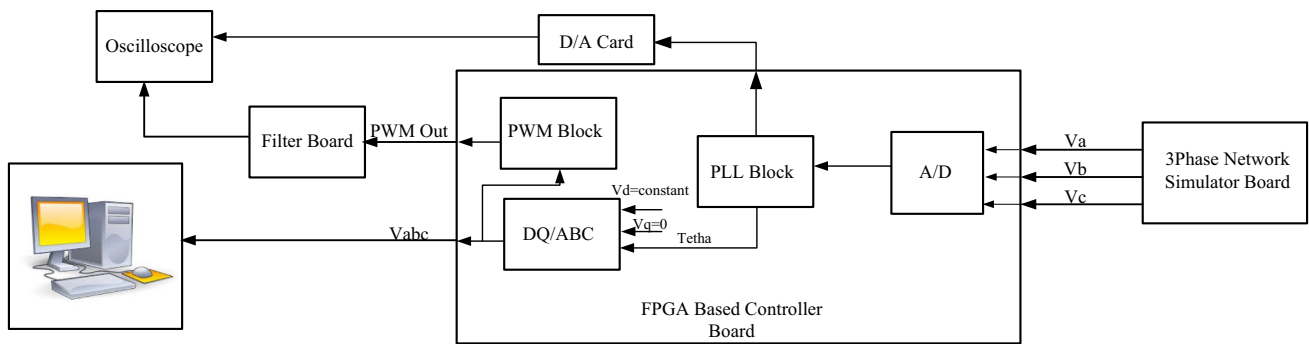 Oscilloscope
D/A Card
Filter Board
PWM Out
PWM Block
PLL Block
A/D
Va
Vb
Vc
3Phase Network
Simulator Board
Vd=constant
Vq=0
Tetha
DQ/ABC
Vabc
FPGA Based Controller
Board